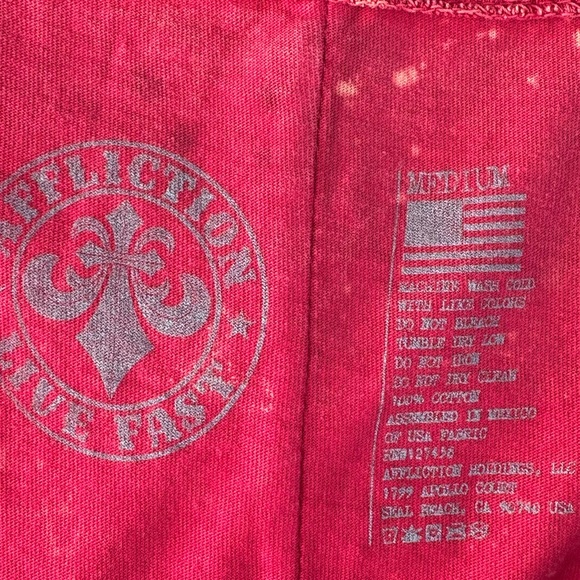 AFFLICTION
LIVE FAST
MEDIUM
MACHINE WASH COLD
WITH LIKE COLORS
DO NOT BLEACH
TUMBLE DRY LOW
DO NOT IRON
DO NOT DRY CLEAN
100% COTTON
ASSEMBLED IN MEXICO
OF USA FABRIC
RN#127456
AFFLICTION HOLDINGS, LLC
1799 APOLLO COURT
SEAL BEACH, CA 90740 USA